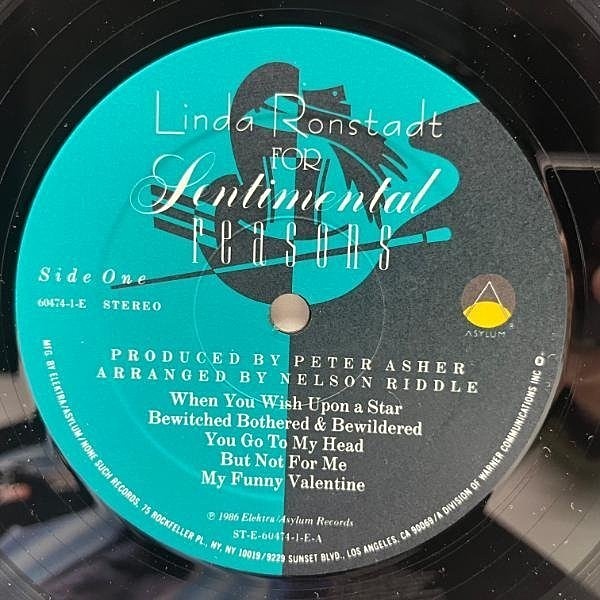 Linda Ronstadt
FOR
Sentimental
reasons
Side One
60474-1-E STEREO
ASYLUM ®
PRODUCED BY PETER ASHER
ARRANGED BY NELSON RIDDLE
When You Wish Upon a Star
Bewitched Bothered & Bewildered
You Go To My Head
But Not For Me
My Funny Valentine
℗ 1986 Elektra/Asylum Records
ST-E-60474-1-E-A
MFG. BY ELEKTRA/ASYLUM/NONE SUCH RECORDS, 75 ROCKFELLER PL., NY, NY 10019/9229 SUNSET BLVD., LOS ANGELES, CA 90069/A DIVISION OF WARNER COMMUNICATIONS INC